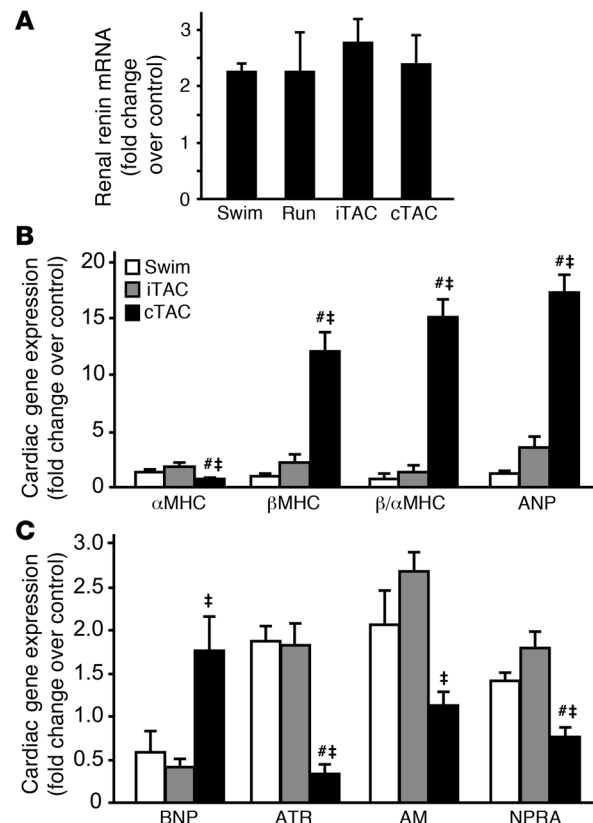 A
Renal renin mRNA
(fold change
over control)
3
2
1
0
Swim Run iTAC cTAC
B
Cardiac gene expression
(fold change over control)
20
15
10
5
0
Swim
iTAC
cTAC
#‡
#‡
#‡
#‡
αMHC βMHC β/αMHC ANP
C
Cardiac gene expression
(fold change over control)
3.0
2.5
2.0
1.5
1.0
0.5
0
‡
#‡
‡
#‡
BNP ATR AM NPRA